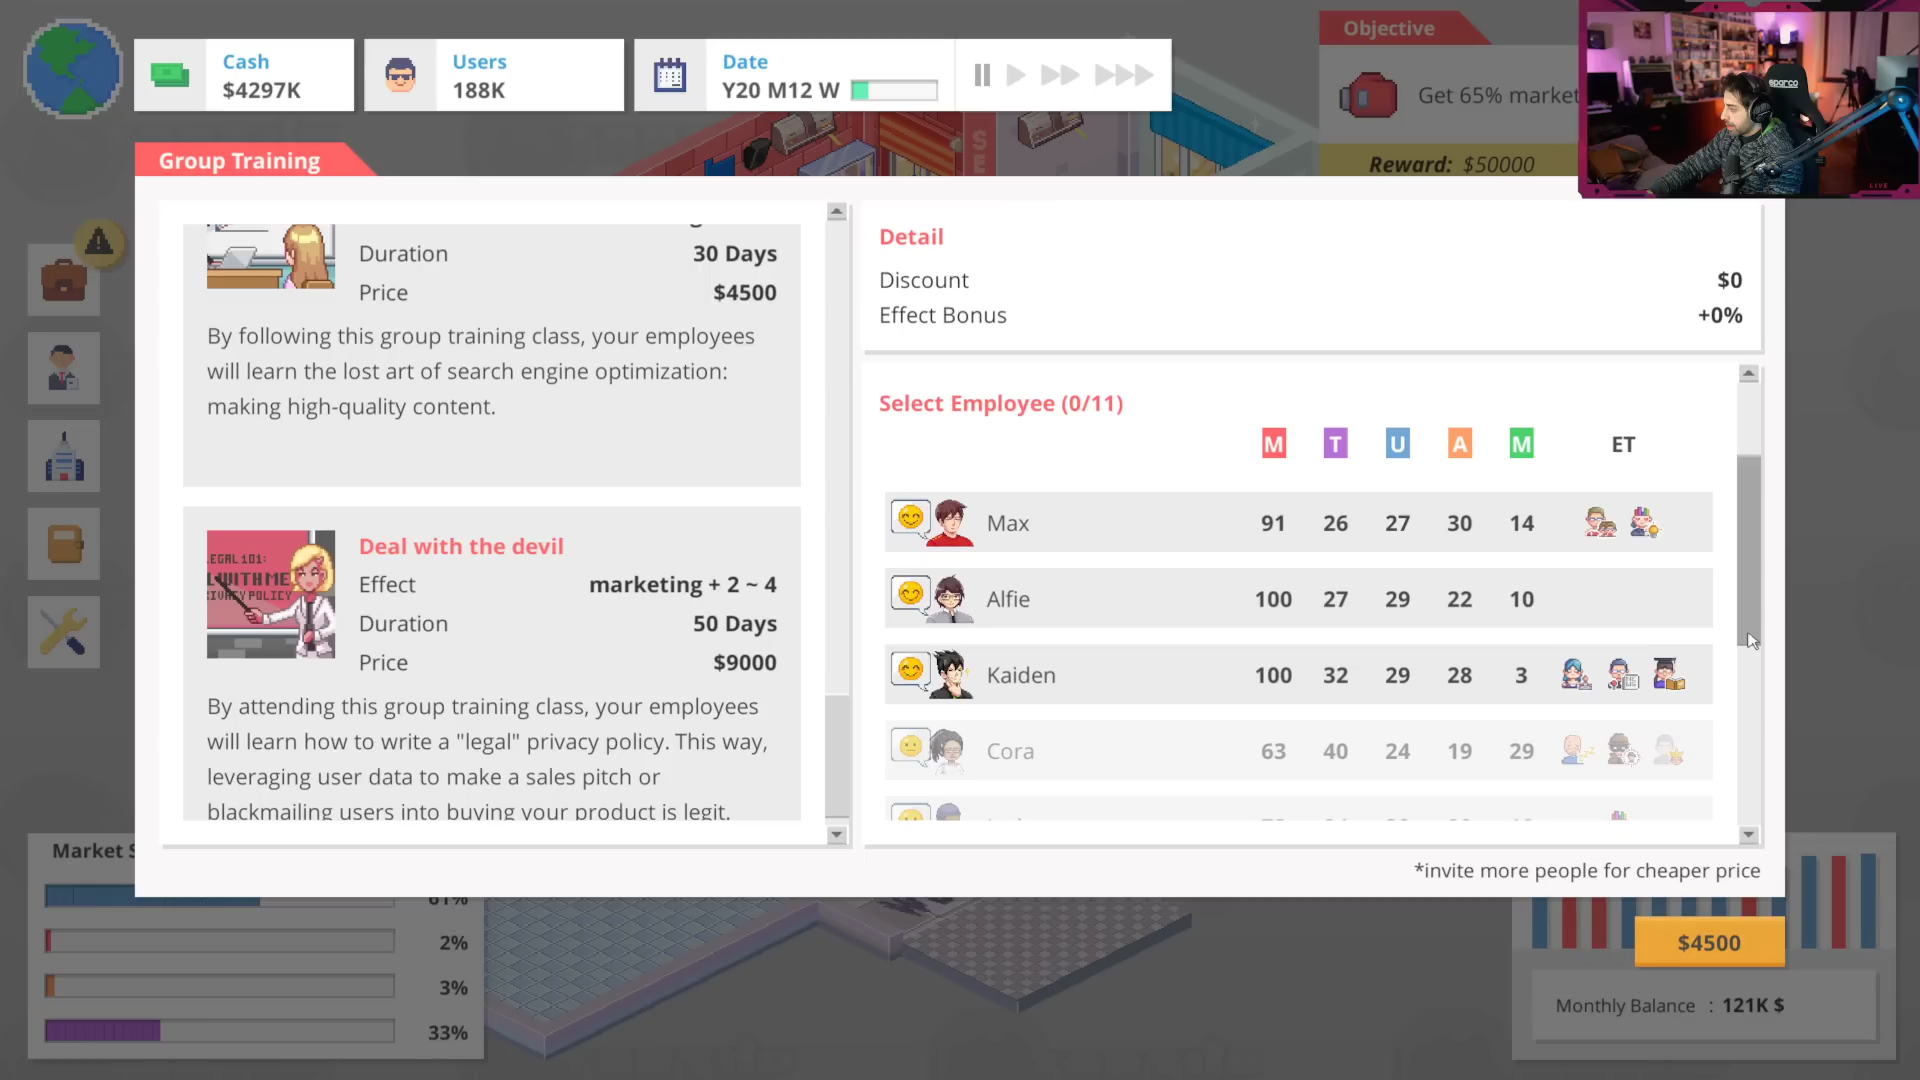 Cash
$4297K
Users
188K
Date
Y20 M12 W
Objective
Get 65% market
Reward: $50000
sparco
LIVE
Group Training
Duration 30 Days
Price $4500
By following this group training class, your employees
will learn the lost art of search engine optimization:
making high-quality content.
Deal with the devil
Effect marketing + 2 ~ 4
Duration 50 Days
Price $9000
By attending this group training class, your employees
will learn how to write a "legal" privacy policy. This way,
leveraging user data to make a sales pitch or
blackmailing users into buying your product is legit.
Detail
Discount $0
Effect Bonus +0%
Select Employee (0/11)
M T U A M ET
Max 91 26 27 30 14
Alfie 100 27 29 22 10
Kaiden 100 32 29 28 3
Cora 63 40 24 19 29
*invite more people for cheaper price
Market S
61%
2%
3%
33%
$4500
Monthly Balance : 121K $